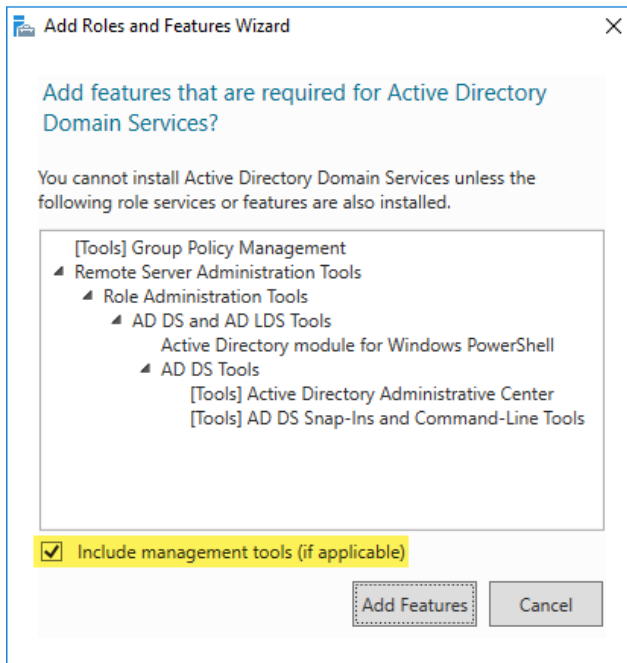 Add Roles and Features Wizard
Add features that are required for Active Directory
Domain Services?
You cannot install Active Directory Domain Services unless the
following role services or features are also installed.
[Tools] Group Policy Management
Remote Server Administration Tools
Role Administration Tools
AD DS and AD LDS Tools
Active Directory module for Windows PowerShell
AD DS Tools
[Tools] Active Directory Administrative Center
[Tools] AD DS Snap-Ins and Command-Line Tools
Include management tools (if applicable)
Add Features
Cancel